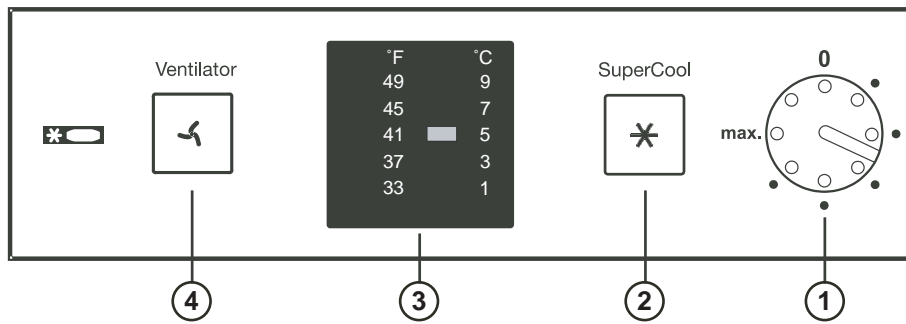 Ventilator
°F °C
49 9
45 7
41 5
37 3
33 1
SuperCool
0
max.
4 3 2 1